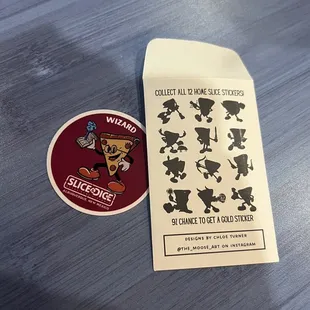 WIZARD
SLICE & DICE
COLLECT ALL 12 HOME SLICE STICKERS!
9% CHANCE TO GET A GOLD STICKER
DESIGNS BY CHLOE TURNER
@THE_MOUSE_ART ON INSTAGRAM